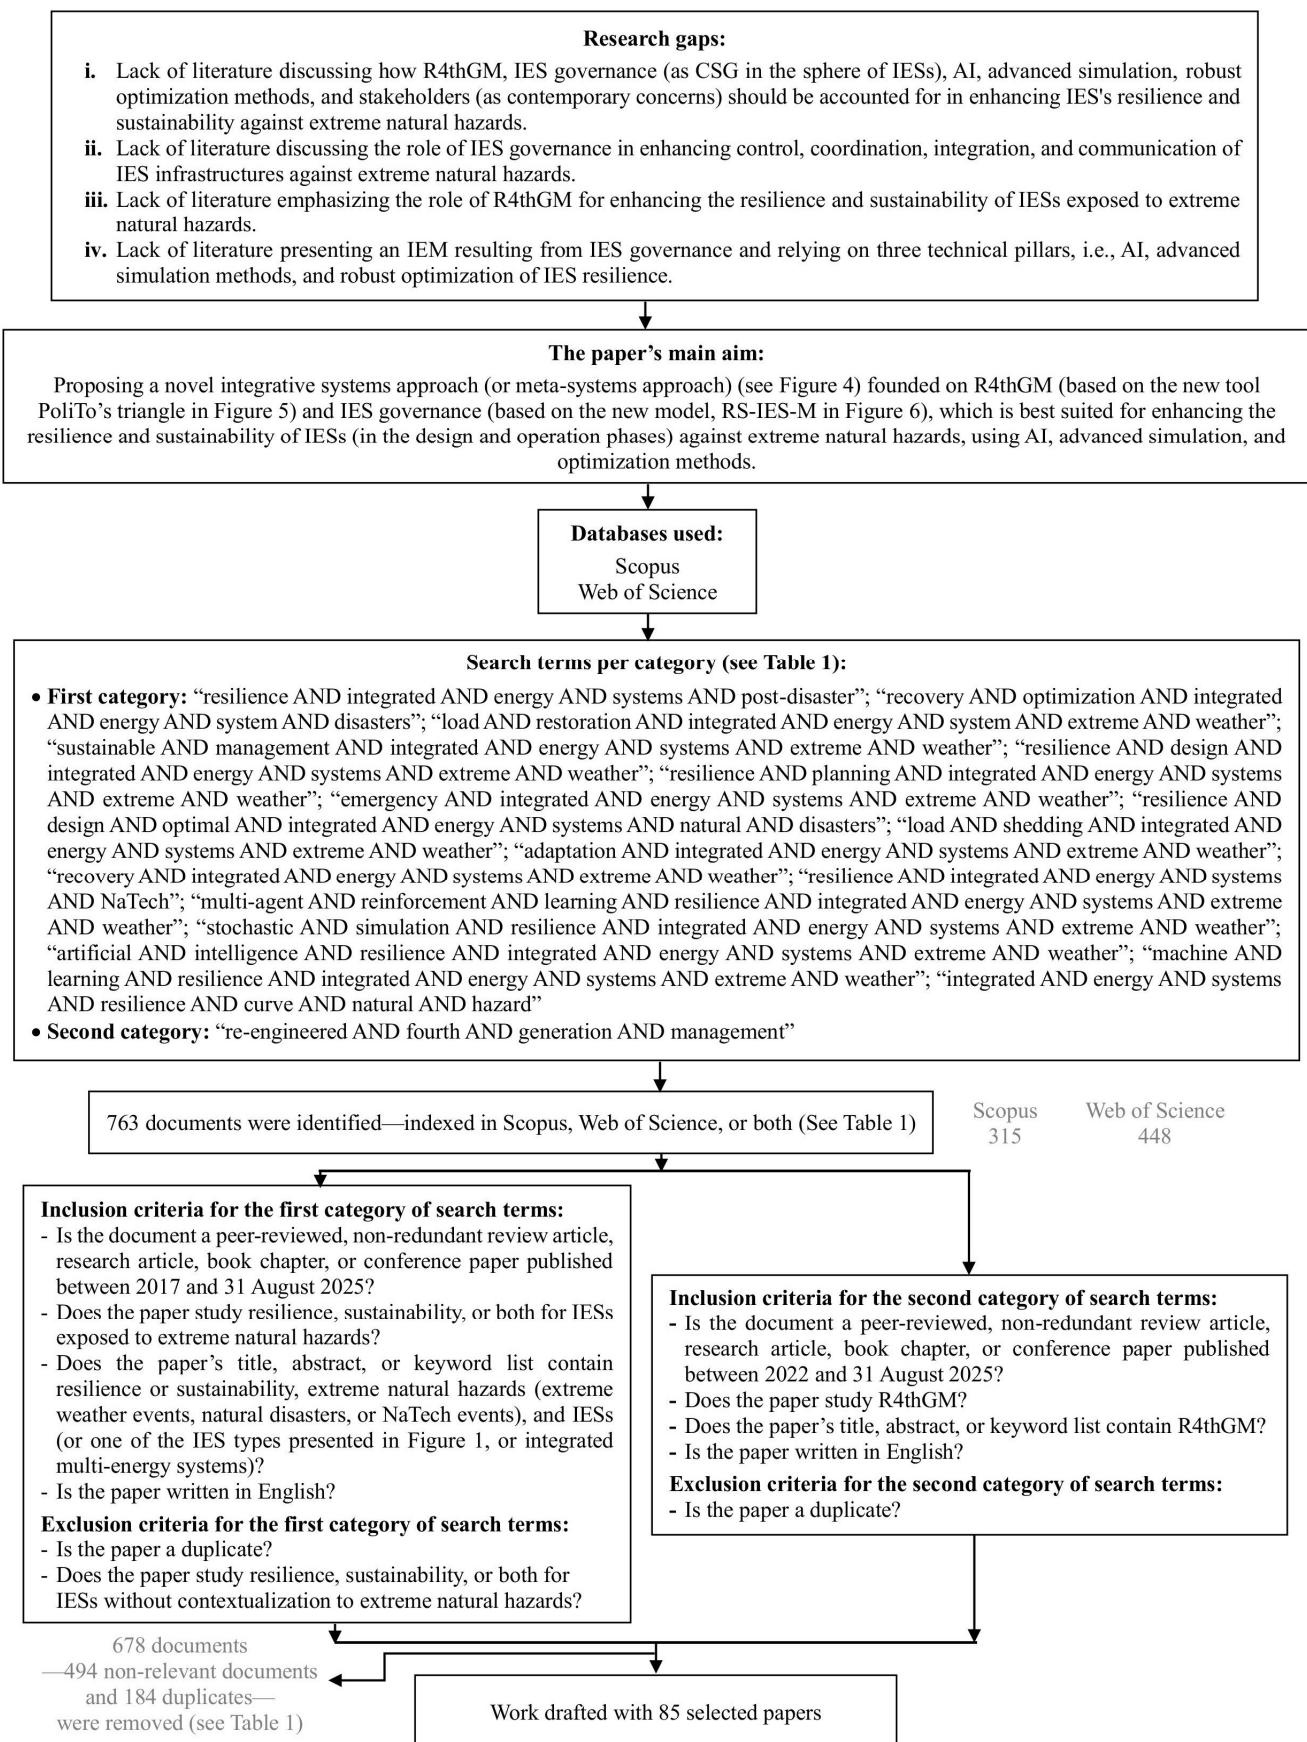 Research gaps:
i. Lack of literature discussing how R4thGM, IES governance (as CSG in the sphere of IESs), AI, advanced simulation, robust
optimization methods, and stakeholders (as contemporary concerns) should be accounted for in enhancing IES's resilience and
sustainability against extreme natural hazards.
ii. Lack of literature discussing the role of IES governance in enhancing control, coordination, integration, and communication of
IES infrastructures against extreme natural hazards.
iii. Lack of literature emphasizing the role of R4thGM for enhancing the resilience and sustainability of IESs exposed to extreme
natural hazards.
iv. Lack of literature presenting an IEM resulting from IES governance and relying on three technical pillars, i.e., AI, advanced
simulation methods, and robust optimization of IES resilience.
The paper’s main aim:
Proposing a novel integrative systems approach (or meta-systems approach) (see Figure 4) founded on R4thGM (based on the new tool
PoliTo’s triangle in Figure 5) and IES governance (based on the new model, RS-IES-M in Figure 6), which is best suited for enhancing the
resilience and sustainability of IESs (in the design and operation phases) against extreme natural hazards, using AI, advanced simulation, and
optimization methods.
Databases used:
Scopus
Web of Science
Search terms per category (see Table 1):
• First category: “resilience AND integrated AND energy AND systems AND post-disaster”; “recovery AND optimization AND integrated
AND energy AND system AND disasters”; “load AND restoration AND integrated AND energy AND system AND extreme AND weather”;
“sustainable AND management AND integrated AND energy AND systems AND extreme AND weather”; “resilience AND design AND
integrated AND energy AND systems AND extreme AND weather”; “resilience AND planning AND integrated AND energy AND systems
AND extreme AND weather”; “emergency AND integrated AND energy AND systems AND extreme AND weather”; “resilience AND
design AND optimal AND integrated AND energy AND systems AND natural AND disasters”; “load AND shedding AND integrated AND
energy AND systems AND extreme AND weather”; “adaptation AND integrated AND energy AND systems AND extreme AND weather”;
“recovery AND integrated AND energy AND systems AND extreme AND weather”; “resilience AND integrated AND energy AND systems
AND NaTech”; “multi-agent AND reinforcement AND learning AND resilience AND integrated AND energy AND systems AND extreme
AND weather”; “stochastic AND simulation AND resilience AND integrated AND energy AND systems AND extreme AND weather”;
“artificial AND intelligence AND resilience AND integrated AND energy AND systems AND extreme AND weather”; “machine AND
learning AND resilience AND integrated AND energy AND systems AND extreme AND weather”; “integrated AND energy AND systems
AND resilience AND curve AND natural AND hazard”
• Second category: “re-engineered AND fourth AND generation AND management”
763 documents were identified—indexed in Scopus, Web of Science, or both (See Table 1)
Scopus Web of Science
315 448
Inclusion criteria for the first category of search terms:
- Is the document a peer-reviewed, non-redundant review article,
research article, book chapter, or conference paper published
between 2017 and 31 August 2025?
- Does the paper study resilience, sustainability, or both for IESs
exposed to extreme natural hazards?
- Does the paper’s title, abstract, or keyword list contain
resilience or sustainability, extreme natural hazards (extreme
weather events, natural disasters, or NaTech events), and IESs
(or one of the IES types presented in Figure 1, or integrated
multi-energy systems)?
- Is the paper written in English?
Exclusion criteria for the first category of search terms:
- Is the paper a duplicate?
- Does the paper study resilience, sustainability, or both for
IESs without contextualization to extreme natural hazards?
Inclusion criteria for the second category of search terms:
- Is the document a peer-reviewed, non-redundant review article,
research article, book chapter, or conference paper published
between 2022 and 31 August 2025?
- Does the paper study R4thGM?
- Does the paper’s title, abstract, or keyword list contain R4thGM?
- Is the paper written in English?
Exclusion criteria for the second category of search terms:
- Is the paper a duplicate?
678 documents
—494 non-relevant documents
and 184 duplicates—
were removed (see Table 1)
Work drafted with 85 selected papers